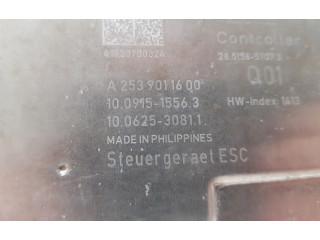 Controller
A 253 901 16 00
Q01
10.0915-1556.3
HW-Index 1413
10.0625-3081.1.
MADE IN PHILIPPINES
Steuergeraet ESC